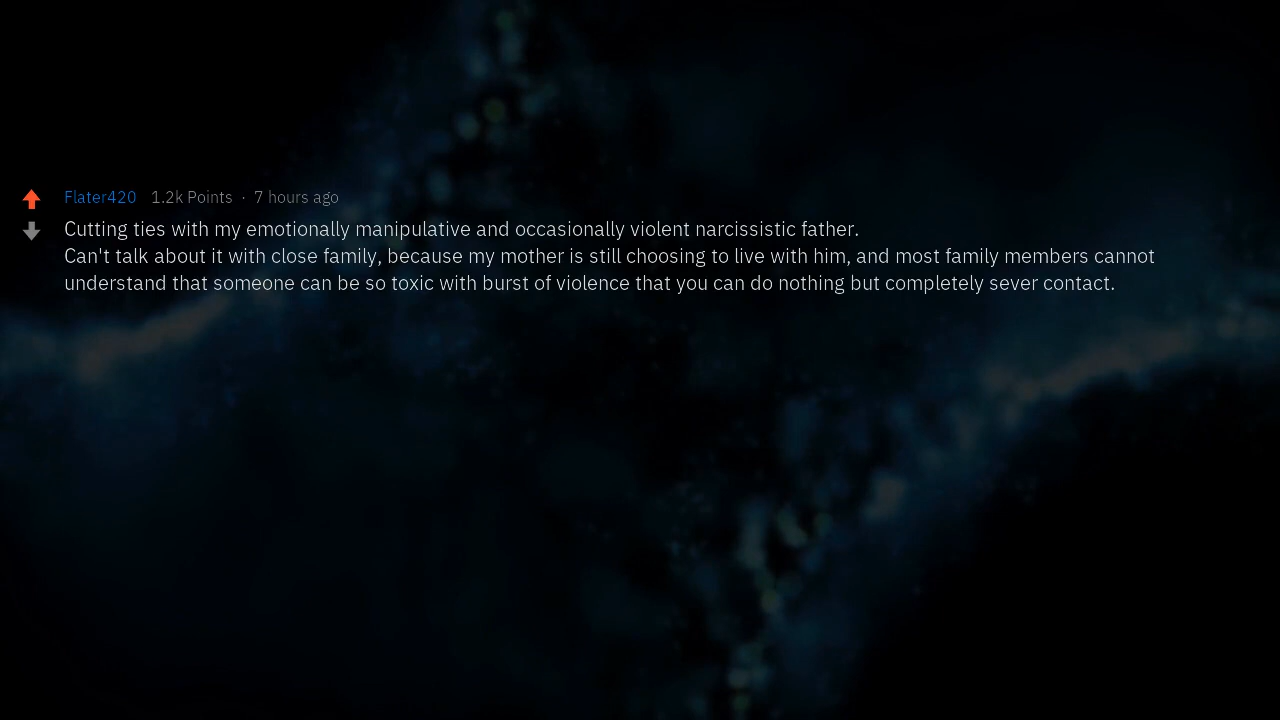 Flater420 1.2k Points · 7 hours ago
Cutting ties with my emotionally manipulative and occasionally violent narcissistic father.
Can't talk about it with close family, because my mother is still choosing to live with him, and most family members cannot
understand that someone can be so toxic with burst of violence that you can do nothing but completely sever contact.